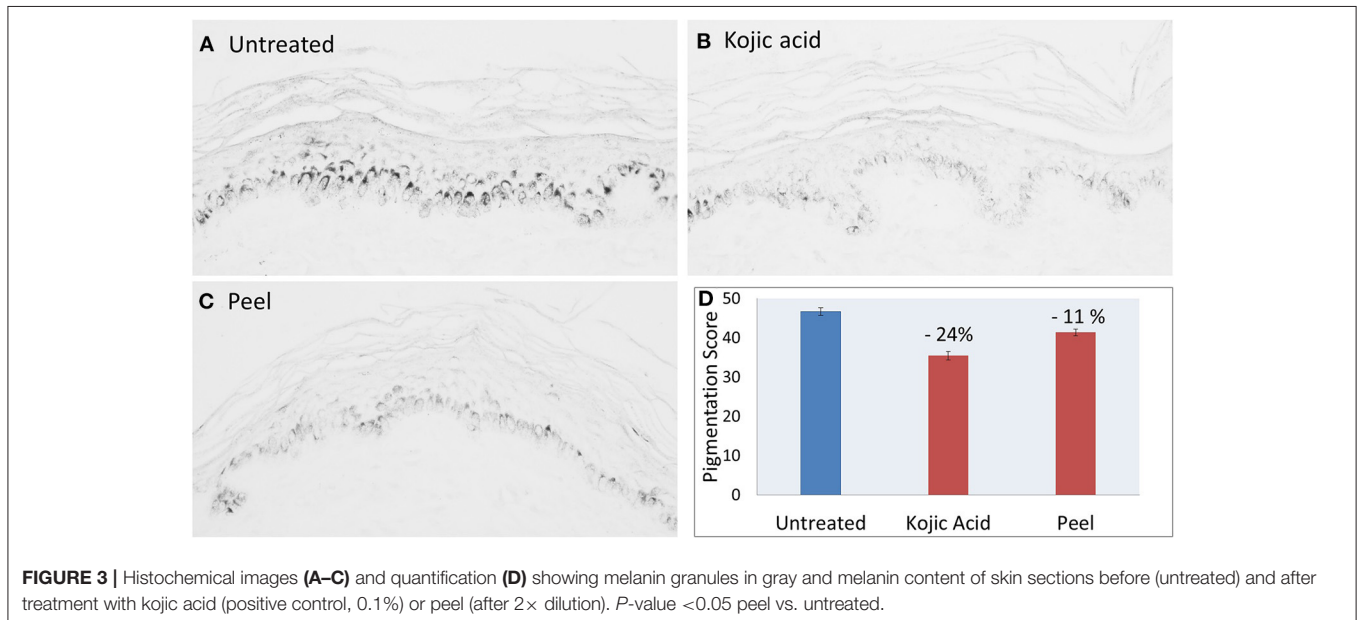 A Untreated
B Kojic acid
C Peel
D
50
40
30
20
10
0
Pigmentation Score
- 24%
- 11 %
Untreated Kojic Acid Peel
FIGURE 3 | Histochemical images (A–C) and quantification (D) showing melanin granules in gray and melanin content of skin sections before (untreated) and after
treatment with kojic acid (positive control, 0.1%) or peel (after 2× dilution). P-value <0.05 peel vs. untreated.